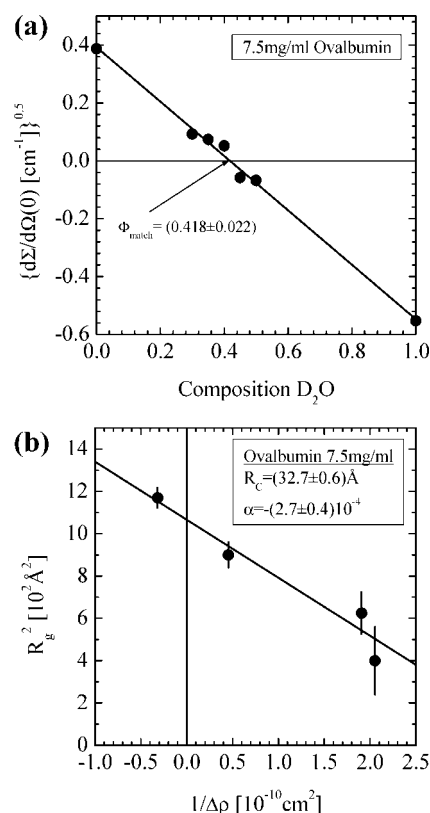 (a)
7.5mg/ml Ovalbumin
{dΣ/dΩ(0) [cm⁻¹]}^0.5
0.4
0.2
0.0
-0.2
-0.4
-0.6
Φmatch= (0.418±0.022)
0.0 0.2 0.4 0.6 0.8 1.0
Composition D₂O
(b)
Ovalbumin 7.5mg/ml
R_C=(32.7±0.6)Å
α=-(2.7±0.4)10⁻⁴
R_g² [10²Å²]
14
12
10
8
6
4
2
0
-1.0 -0.5 0.0 0.5 1.0 1.5 2.0 2.5
1/Δρ [10⁻¹⁰cm²]